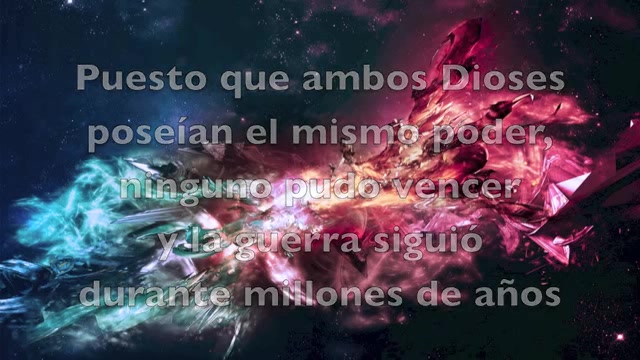 Puesto que ambos Dioses
poseían el mismo poder,
ninguno pudo vencer
y la guerra siguió
durante millones de años